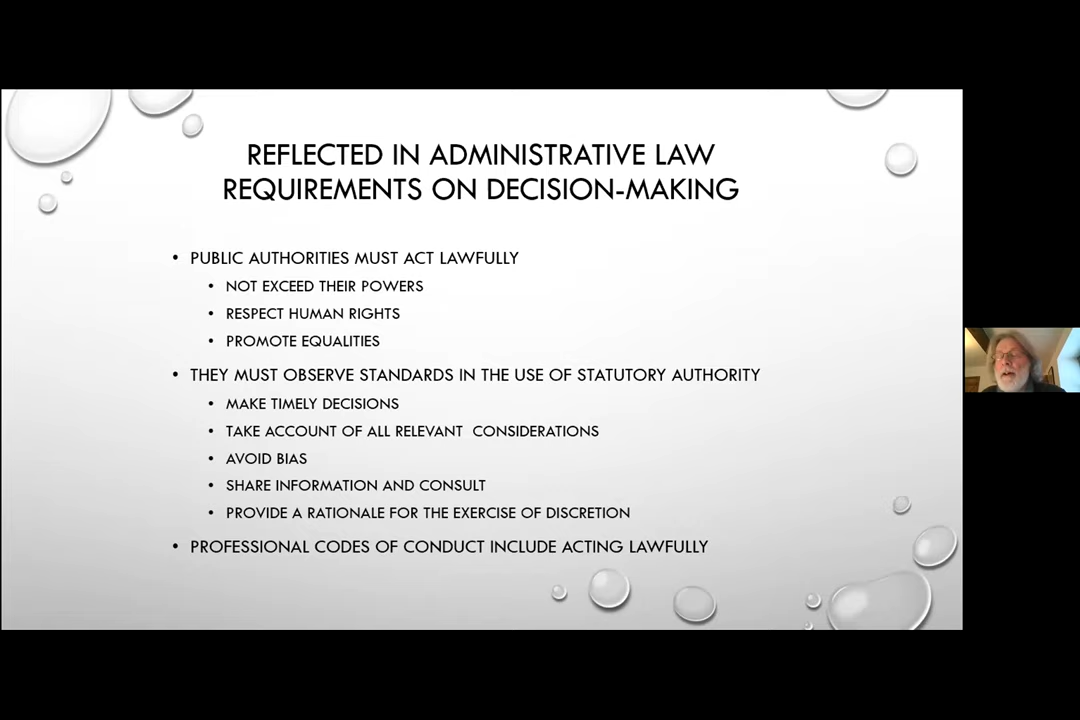 REFLECTED IN ADMINISTRATIVE LAW
REQUIREMENTS ON DECISION-MAKING
• PUBLIC AUTHORITIES MUST ACT LAWFULLY
• NOT EXCEED THEIR POWERS
• RESPECT HUMAN RIGHTS
• PROMOTE EQUALITIES
• THEY MUST OBSERVE STANDARDS IN THE USE OF STATUTORY AUTHORITY
• MAKE TIMELY DECISIONS
• TAKE ACCOUNT OF ALL RELEVANT CONSIDERATIONS
• AVOID BIAS
• SHARE INFORMATION AND CONSULT
• PROVIDE A RATIONALE FOR THE EXERCISE OF DISCRETION
• PROFESSIONAL CODES OF CONDUCT INCLUDE ACTING LAWFULLY